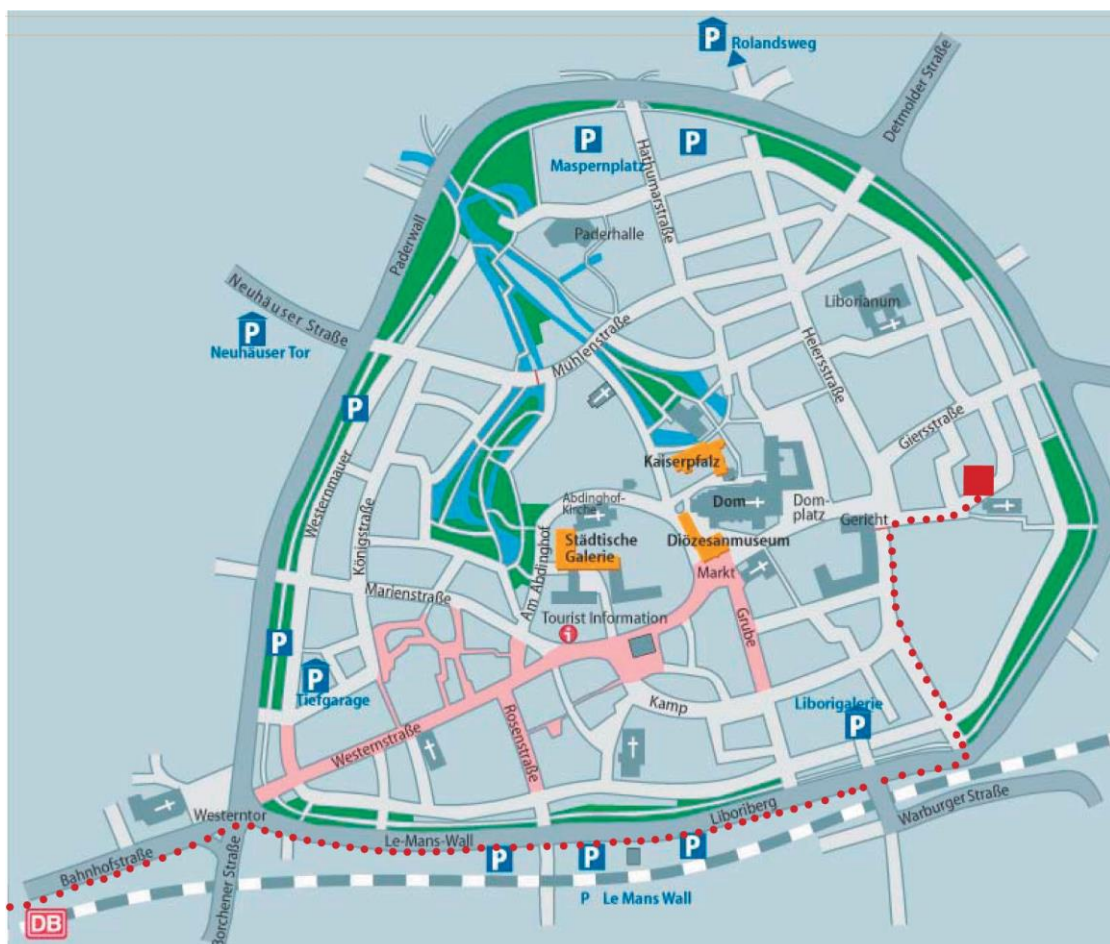 P
Rolandsweg
Detmolder Straße
P
P
Maspernplatz
Hathumarstraße
Paderhalle
Paderwall
Neuhäuser Straße
P
Neuhäuser Tor
Liborianum
Mühlenstraße
Heiersstraße
P
Giersstraße
Westernmauer
Königstraße
Kaiserpfalz
Dom
Abdinghof-
Kirche
Dom-
platz
Gericht
Städtische
Galerie
Diözesanmuseum
Am Abdinghof
Markt
Marienstraße
Tourist Information
i
Grube
P
P
Tiefgarage
Kamp
Liborigalerie
P
Rosenstraße
Westernstraße
Westerntor
Le-Mans-Wall
Liboriberg
Warburger Straße
Bahnhofstraße
Borchener Straße
P
P
P
P Le Mans Wall
DB